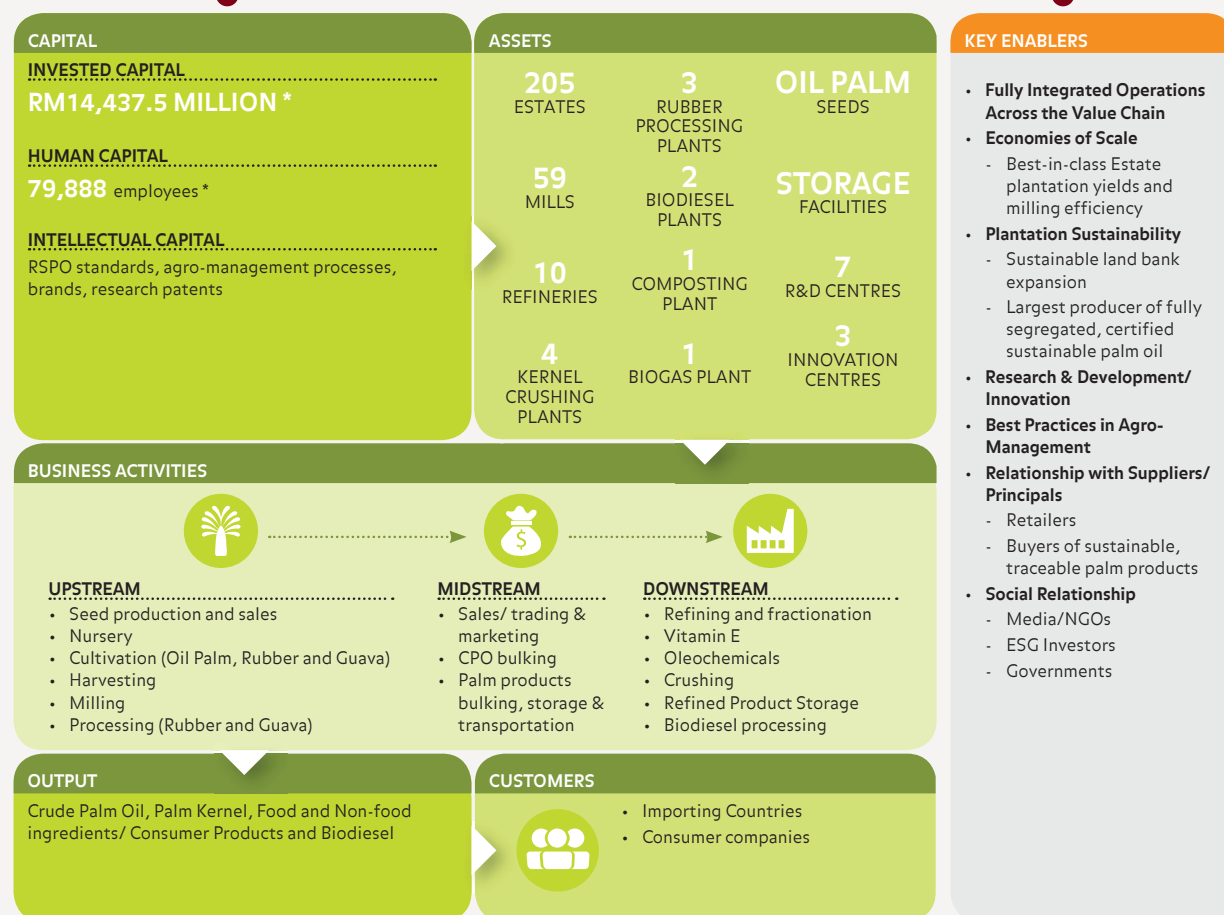 CAPITAL
INVESTED CAPITAL
RM14,437.5 MILLION *
HUMAN CAPITAL
79,888 employees *
INTELLECTUAL CAPITAL
RSPO standards, agro-management processes,
brands, research patents
ASSETS
205
ESTATES
3
RUBBER
PROCESSING
PLANTS
OIL PALM
SEEDS
59
MILLS
2
BIODIESEL
PLANTS
STORAGE
FACILITIES
10
REFINERIES
1
COMPOSTING
PLANT
7
R&D CENTRES
4
KERNEL
CRUSHING
PLANTS
1
BIOGAS PLANT
3
INNOVATION
CENTRES
BUSINESS ACTIVITIES
$
UPSTREAM
• Seed production and sales
• Nursery
• Cultivation (Oil Palm, Rubber and Guava)
• Harvesting
• Milling
• Processing (Rubber and Guava)
MIDSTREAM
• Sales/ trading &
marketing
• CPO bulking
• Palm products
bulking, storage &
transportation
DOWNSTREAM
• Refining and fractionation
• Vitamin E
• Oleochemicals
• Crushing
• Refined Product Storage
• Biodiesel processing
OUTPUT
Crude Palm Oil, Palm Kernel, Food and Non-food
ingredients/ Consumer Products and Biodiesel
CUSTOMERS
• Importing Countries
• Consumer companies
KEY ENABLERS
• Fully Integrated Operations
Across the Value Chain
• Economies of Scale
- Best-in-class Estate
plantation yields and
milling efficiency
• Plantation Sustainability
- Sustainable land bank
expansion
- Largest producer of fully
segregated, certified
sustainable palm oil
• Research & Development/
Innovation
• Best Practices in Agro-
Management
• Relationship with Suppliers/
Principals
- Retailers
- Buyers of sustainable,
traceable palm products
• Social Relationship
- Media/NGOs
- ESG Investors
- Governments